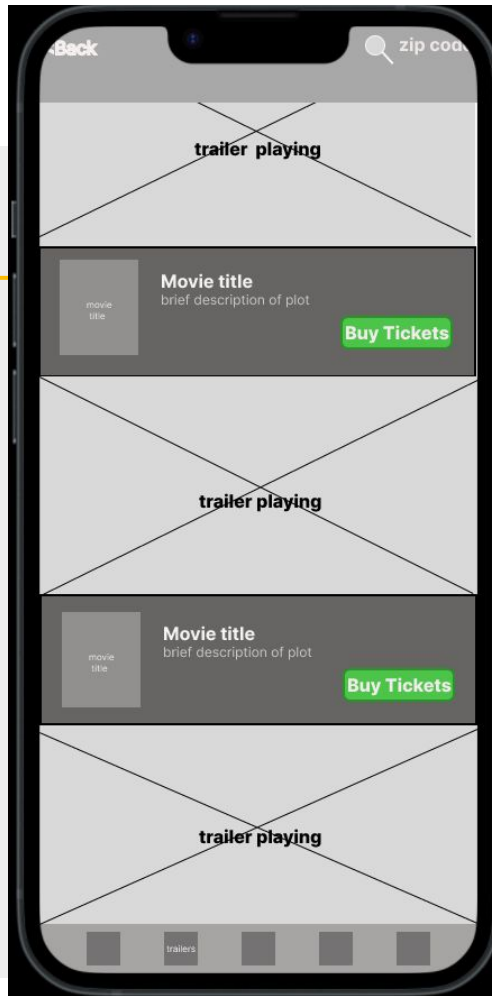 <Back
zip code
trailer playing
movie
title
Movie title
brief description of plot
Buy Tickets
trailer playing
movie
title
Movie title
brief description of plot
Buy Tickets
trailer playing
trailers